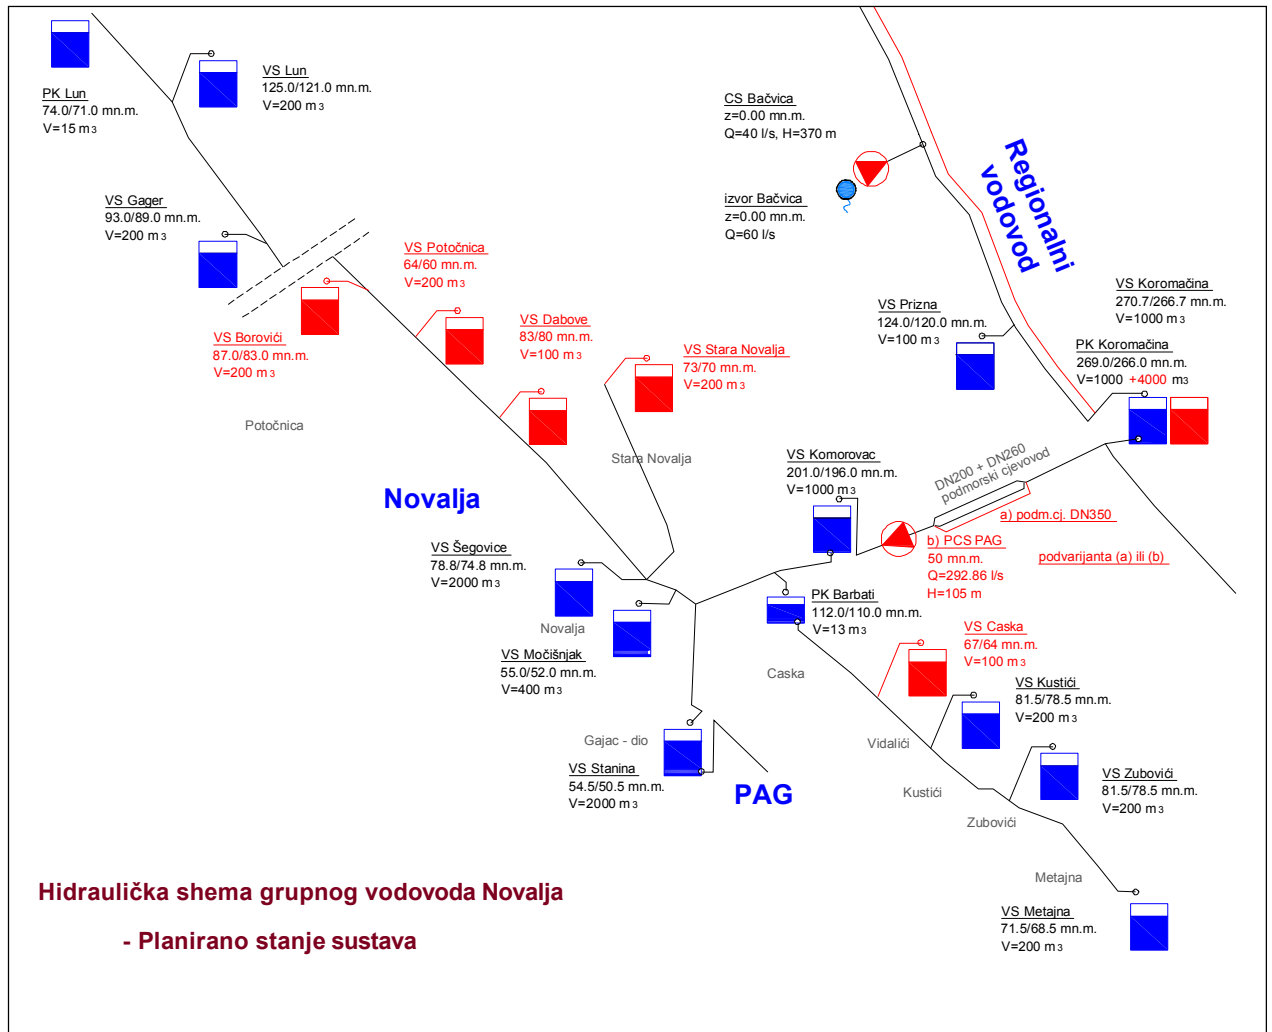 PK Lun
74.0/71.0 mn.m.
V=15 m3
VS Lun
125.0/121.0 mn.m.
V=200 m3
VS Gager
93.0/89.0 mn.m.
V=200 m3
CS Bačvica
z=0.00 mn.m.
Q=40 l/s, H=370 m
izvor Bačvica
z=0.00 mn.m.
Q=60 l/s
Regionalni
vodovod
VS Potočnica
64/60 mn.m.
V=200 m3
VS Borovići
87.0/83.0 mn.m.
V=200 m3
VS Dabove
83/80 mn.m.
V=100 m3
VS Stara Novalja
73/70 mn.m.
V=200 m3
VS Prizna
124.0/120.0 mn.m.
V=100 m3
VS Koromačina
270.7/266.7 mn.m.
V=1000 m3
PK Koromačina
269.0/266.0 mn.m.
V=1000 +4000 m3
Potočnica
Stara Novalja
Novalja
VS Komorovac
201.0/196.0 mn.m.
V=1000 m3
DN200 + DN260
podmorski cjevovod
a) podm.cj. DN350
b) PCS PAG
50 mn.m.
Q=292.86 l/s
H=105 m
podvarijanta (a) ili (b)
VS Šegovice
78.8/74.8 mn.m.
V=2000 m3
Novalja
VS Močišnjak
55.0/52.0 mn.m.
V=400 m3
PK Barbati
112.0/110.0 mn.m.
V=13 m3
Caska
VS Caska
67/64 mn.m.
V=100 m3
VS Kustići
81.5/78.5 mn.m.
V=200 m3
Gajac - dio
VS Stanina
54.5/50.5 mn.m.
V=2000 m3
PAG
Vidalići
Kustići
VS Zubovići
81.5/78.5 mn.m.
V=200 m3
Zubovići
Metajna
VS Metajna
71.5/68.5 mn.m.
V=200 m3
Hidraulička shema grupnog vodovoda Novalja
- Planirano stanje sustava